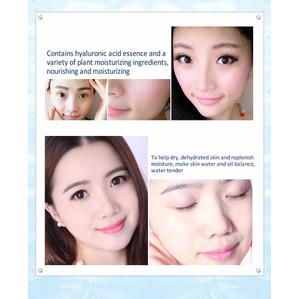 Contains hyaluronic acid essence and a
variety of plant moisturizing ingredients,
nourishing and moisturizing
To help dry, dehydrated skin and replenish
moisture, make skin water and oil balance,
water tender